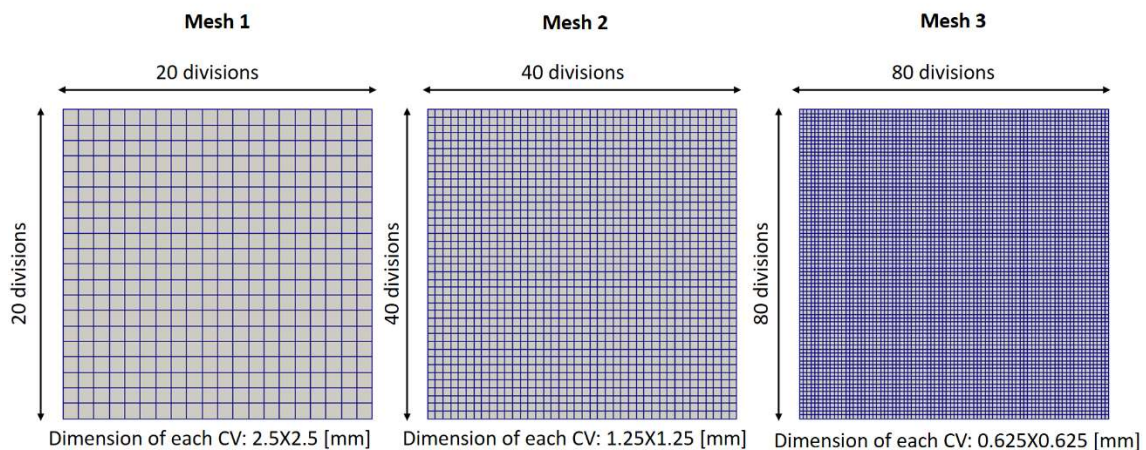 Mesh 1
20 divisions
20 divisions
Dimension of each CV: 2.5X2.5 [mm]
Mesh 2
40 divisions
40 divisions
Dimension of each CV: 1.25X1.25 [mm]
Mesh 3
80 divisions
80 divisions
Dimension of each CV: 0.625X0.625 [mm]